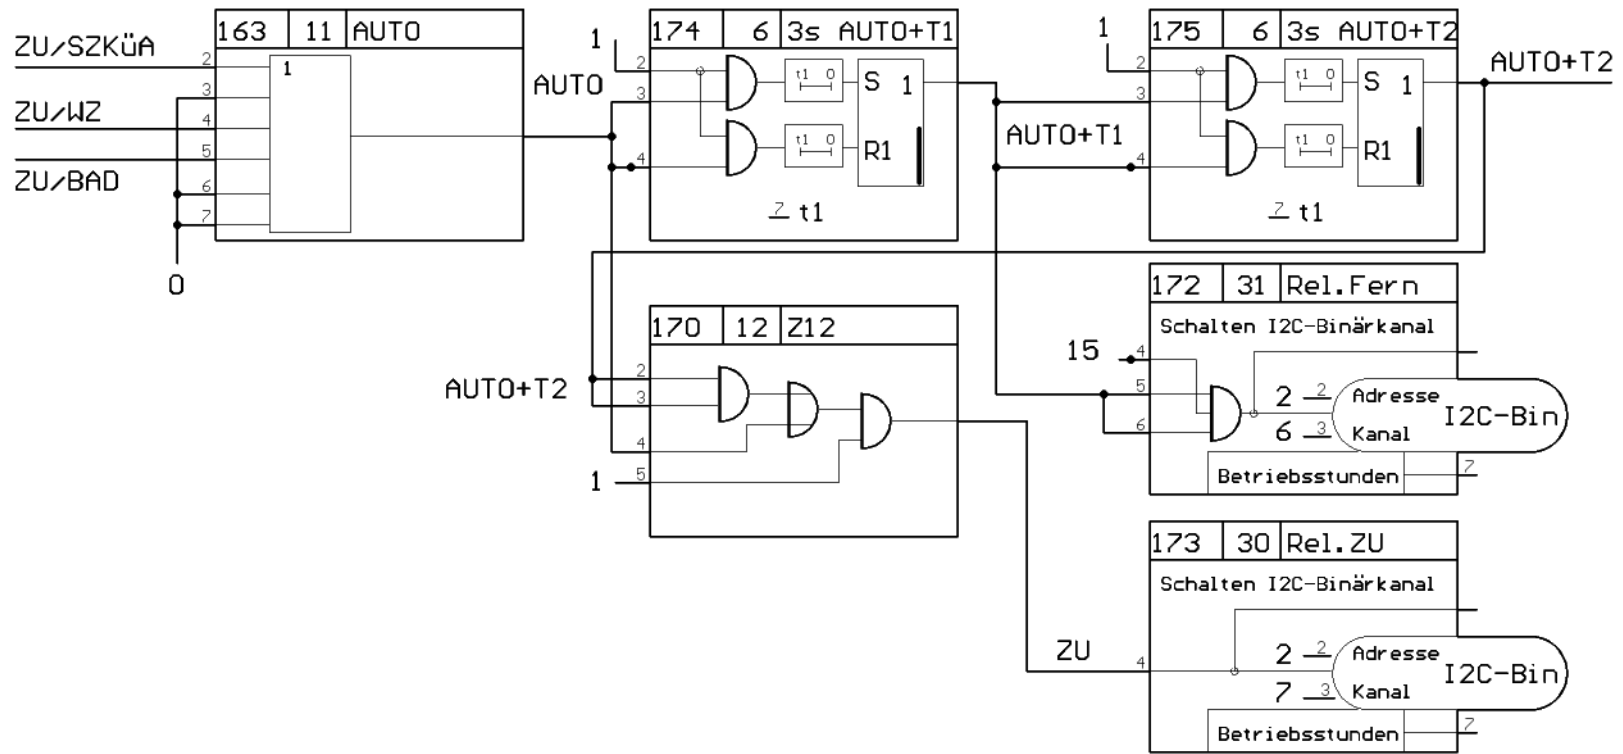 163 11 AUTO
ZU/SZKüA
2
1
3
ZU/WZ
4
5
ZU/BAD
6
7
0
AUTO
174 6 3s AUTO+T1
1
2
t1 0
S 1
3
t1 0
R1
4
7 t1
AUTO+T1
175 6 3s AUTO+T2
1
2
t1 0
S 1
3
t1 0
R1
4
7 t1
AUTO+T2
170 12 Z12
AUTO+T2
2
3
4
1 5
172 31 Rel.Fern
Schalten I2C-Binärkanal
15 4
5
6
2 2 Adresse
I2C-Bin
6 3 Kanal
Betriebsstunden 7
173 30 Rel.ZU
Schalten I2C-Binärkanal
ZU 4
2 2 Adresse
I2C-Bin
7 3 Kanal
Betriebsstunden 7